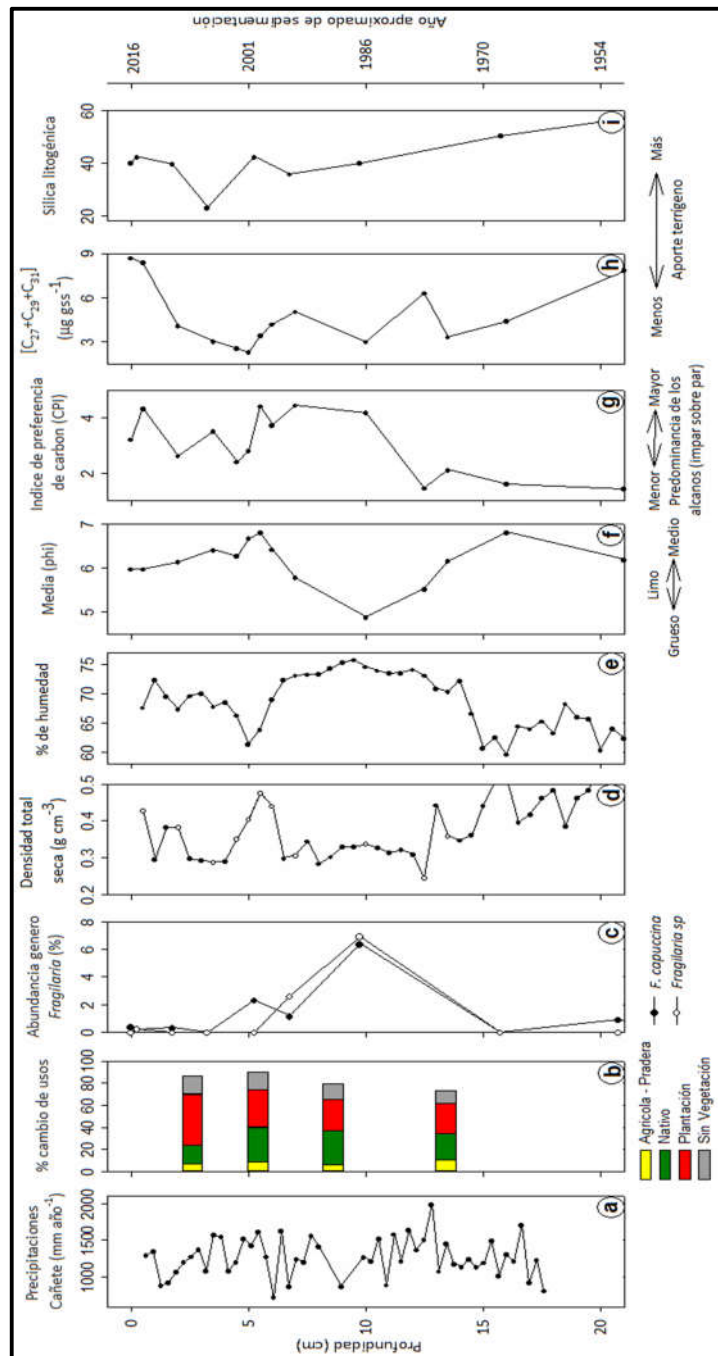 Precipitaciones
Cañete (mm año⁻¹)
1000 1500 2000
a
% cambio de usos
0 20 40 60 80 100
b
Agricola - Pradera
Nativo
Plantación
Sin Vegetación
Abundancia genero
Fragilaria (%)
0 2 4 6 8
c
F. capuccina
Fragilaria sp
Densidad total
seca (g cm⁻³)
0.2 0.3 0.4 0.5
d
% de humedad
60 65 70 75
e
Media (phi)
5 6 7
f
Limo
Grueso Medio
Indice de preferencia
de carbon (CPI)
2 4
g
Menor Mayor
Predominancia de los
alcanos (impar sobre par)
[C₂₇+C₂₉+C₃₁]
(µg gss⁻¹)
3 6 9
h
Silica litogénica
20 40 60
i
Menos Más
Aporte terrígeno
Profundidad (cm)
0 5 10 15 20
Año aproximado de sedimentación
2016 2001 1986 1970 1954